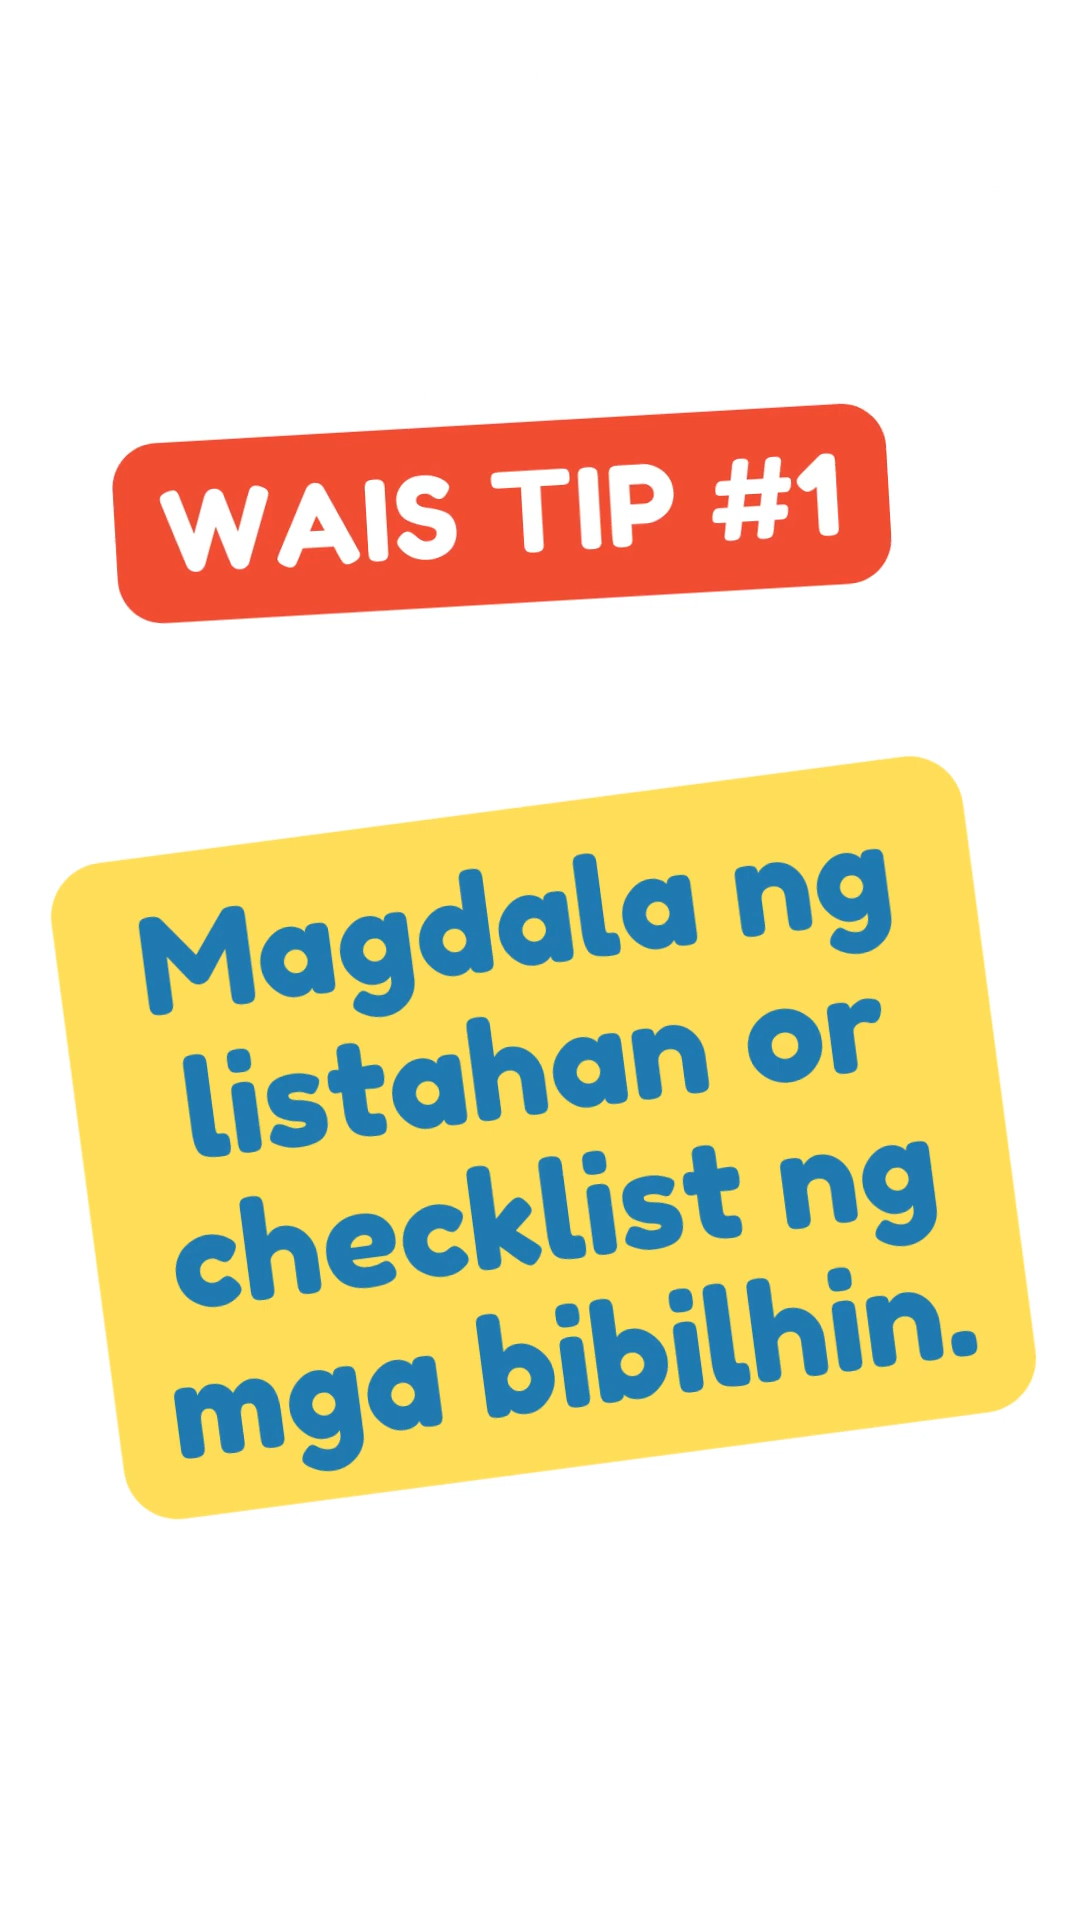 WAIS TIP #1
Magdala ng
listahan or
checklist ng
mga bibilhin.